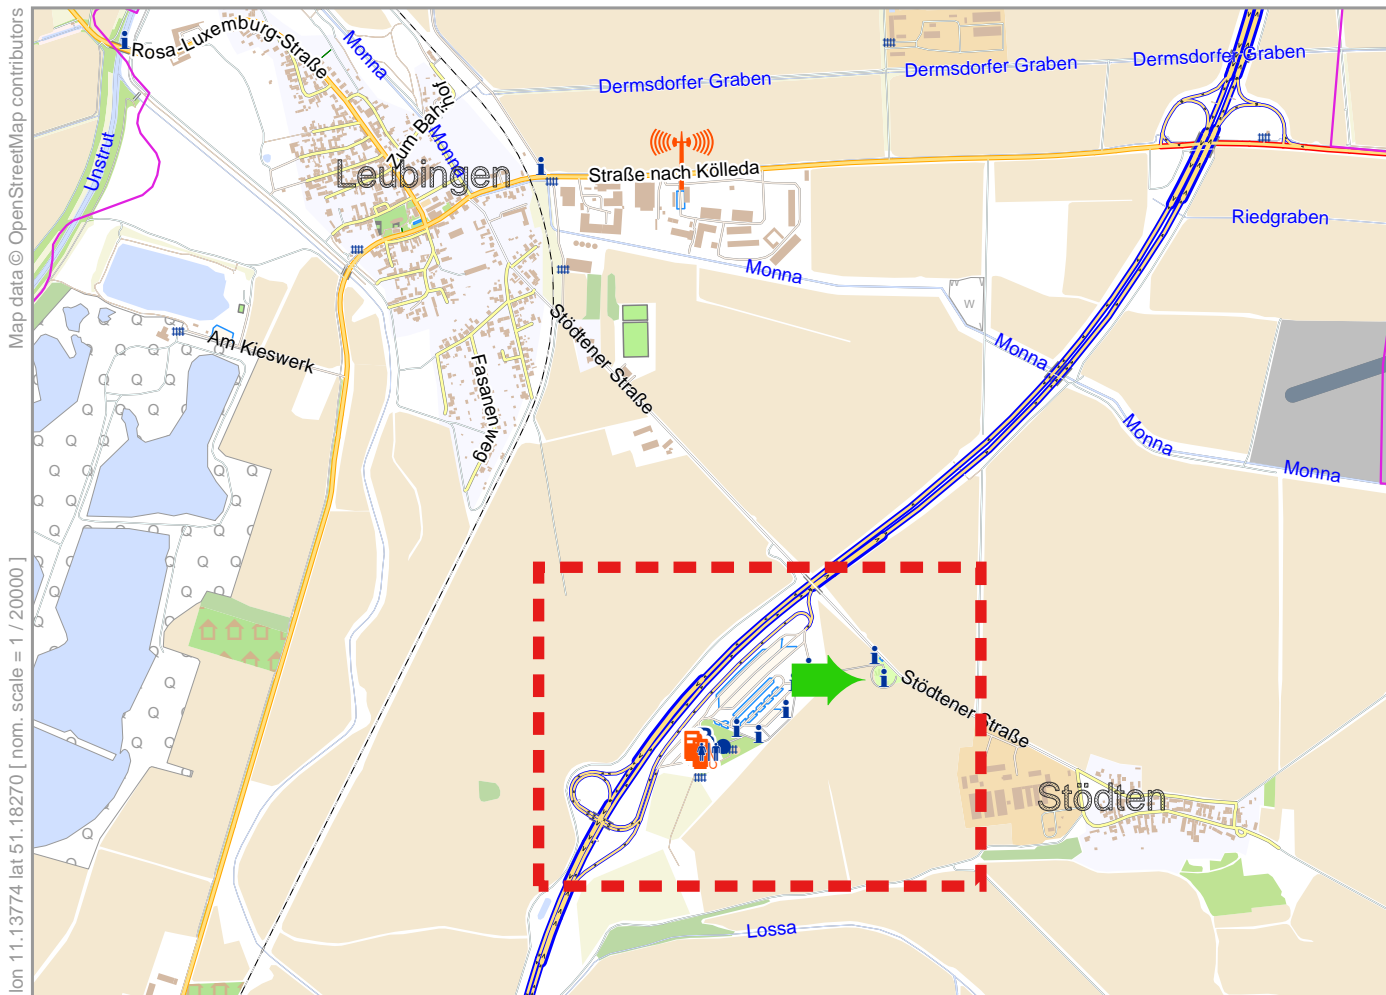 Map data © OpenStreetMap contributors
lon 11.13774 lat 51.18270 [ nom. scale = 1 / 20000 ]
Rosa-Luxemburg-Straße
Monna
Zum Bahnhof
Monna
Unstrut
Leubingen
Dermsdorfer Graben
Dermsdorfer Graben
Dermsdorfer Graben
Straße nach Kölleda
Riedgraben
Monna
W
Am Kieswerk
Stödtener Straße
Fasanenweg
Monna
Monna
Monna
Stödtener Straße
Stödten
Lossa